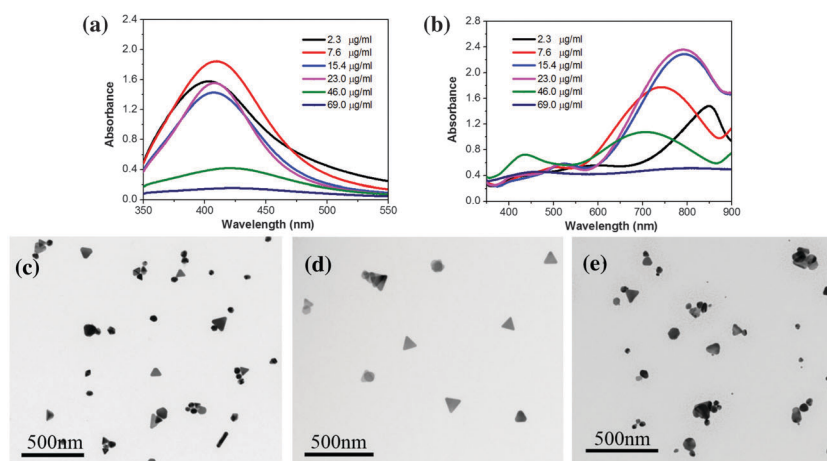 (a)
2.0
1.6
1.2
0.8
0.4
0.0
Absorbance
2.3 μg/ml
7.6 μg/ml
15.4 μg/ml
23.0 μg/ml
46.0 μg/ml
69.0 μg/ml
350 400 450 500 550
Wavelength (nm)
(b)
2.8
2.4
2.0
1.6
1.2
0.8
0.4
0.0
Absorbance
2.3 μg/ml
7.6 μg/ml
15.4 μg/ml
23.0 μg/ml
46.0 μg/ml
69.0 μg/ml
400 500 600 700 800 900
Wavelength (nm)
(c)
500nm
(d)
500nm
(e)
500nm